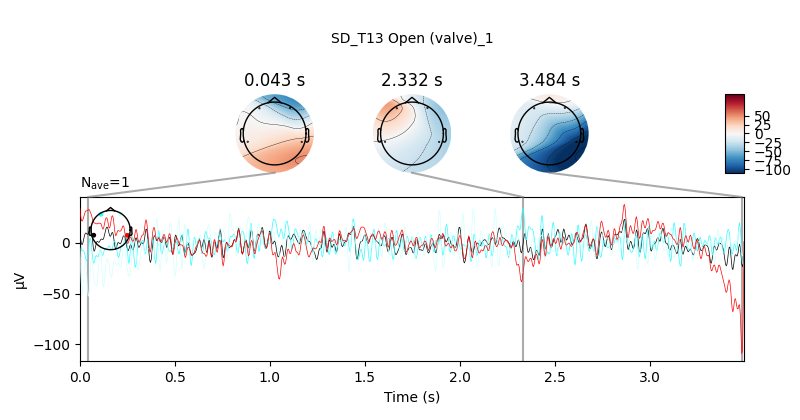 SD_T13 Open (valve)_1
0.043 s 2.332 s 3.484 s
50
25
0
−25
−50
−75
−100
Nave=1
0
−50
−100
µV
0.0 0.5 1.0 1.5 2.0 2.5 3.0
Time (s)